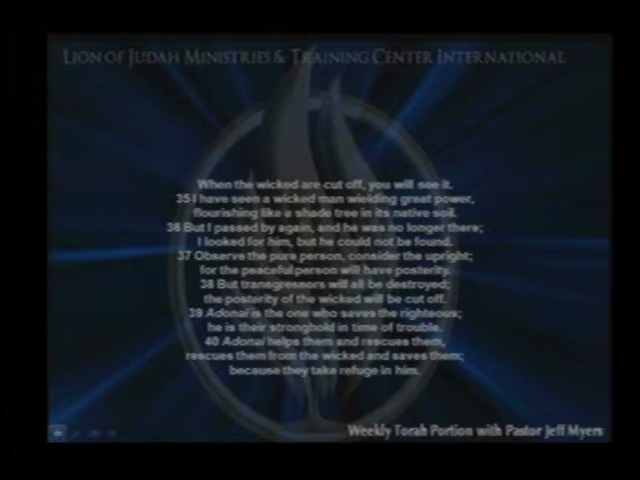 LION OF JUDAH MINISTRIES & TRAINING CENTER INTERNATIONAL
When the wicked are cut off, you will see it.
35 I have seen a wicked man wielding great power,
flourishing like a shade tree in its native soil.
36 But I passed by again, and he was no longer there;
I looked for him, but he could not be found.
37 Observe the pure person, consider the upright;
for the peaceful person will have posterity.
38 But transgressors will all be destroyed;
the posterity of the wicked will be cut off.
39 Adonai is the one who saves the righteous;
he is their stronghold in time of trouble.
40 Adonai helps them and rescues them,
rescues them from the wicked and saves them;
because they take refuge in him.
Weekly Torah Portion with Pastor Jeff Myers